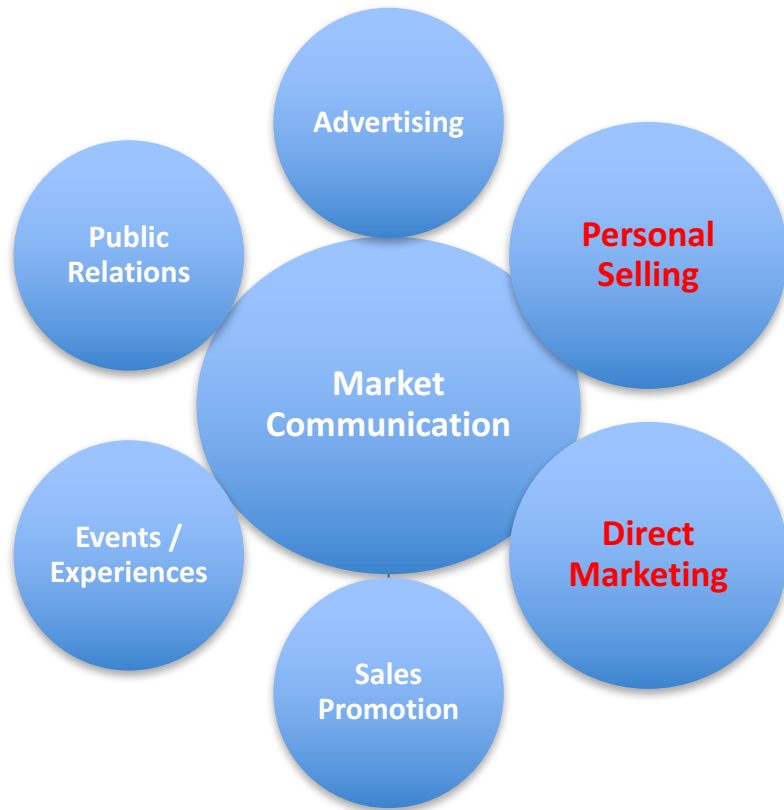 Advertising
Public
Relations
Personal
Selling
Market
Communication
Events /
Experiences
Direct
Marketing
Sales
Promotion